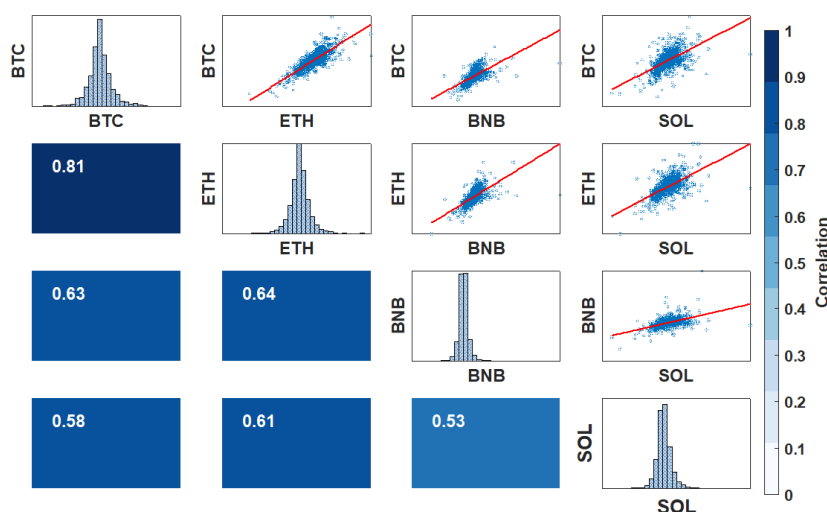 BTC
BTC
BTC
ETH
BTC
BNB
BTC
SOL
0.81
ETH
ETH
ETH
BNB
ETH
SOL
0.63
0.64
BNB
BNB
BNB
SOL
0.58
0.61
0.53
SOL
SOL
1
0.9
0.8
0.7
0.6
0.5
0.4
0.3
0.2
0.1
0
Correlation